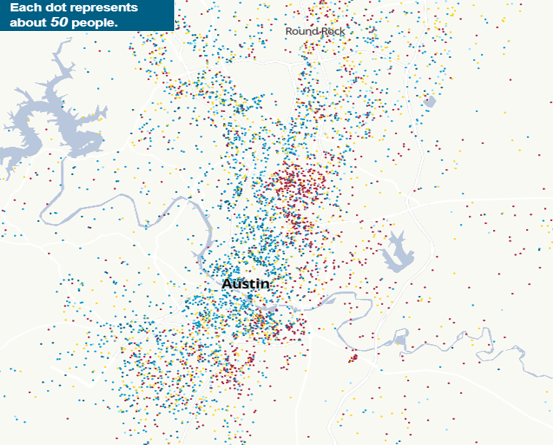 Each dot represents
about 50 people.
Round Rock
Austin